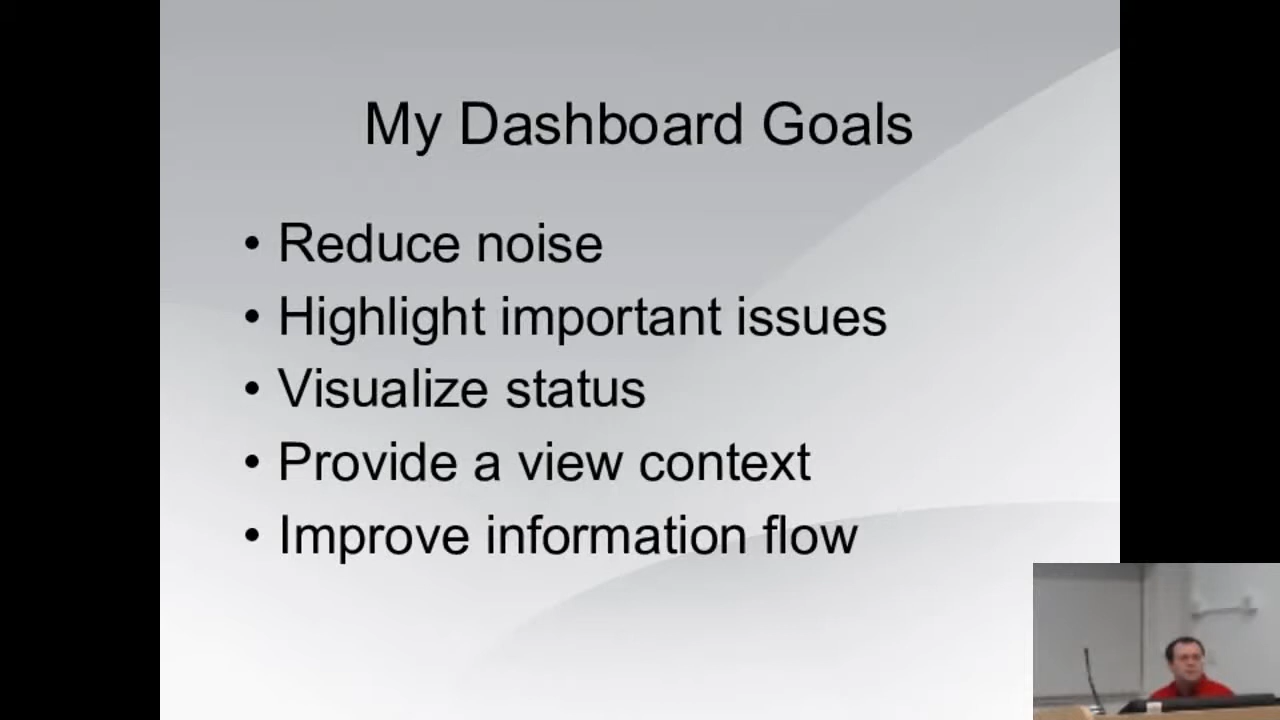 My Dashboard Goals
• Reduce noise
• Highlight important issues
• Visualize status
• Provide a view context
• Improve information flow